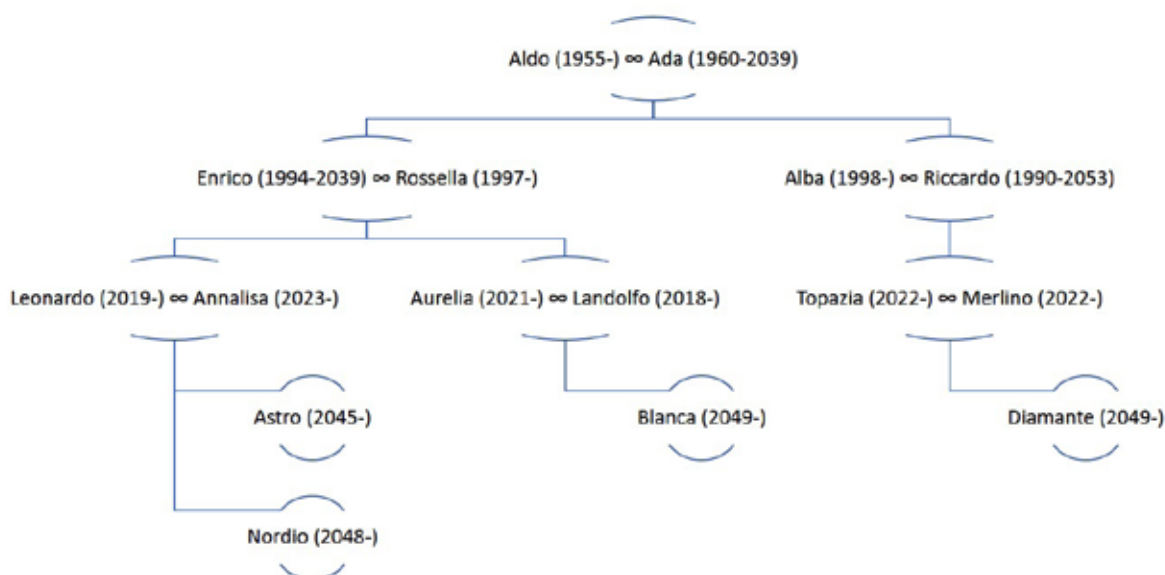 Aldo (1955-) ∞ Ada (1960-2039)
Enrico (1994-2039) ∞ Rossella (1997-)
Alba (1998-) ∞ Riccardo (1990-2053)
Leonardo (2019-) ∞ Annalisa (2023-)
Aurelia (2021-) ∞ Landolfo (2018-)
Topazia (2022-) ∞ Merlino (2022-)
Astro (2045-)
Blanca (2049-)
Diamante (2049-)
Nordio (2048-)